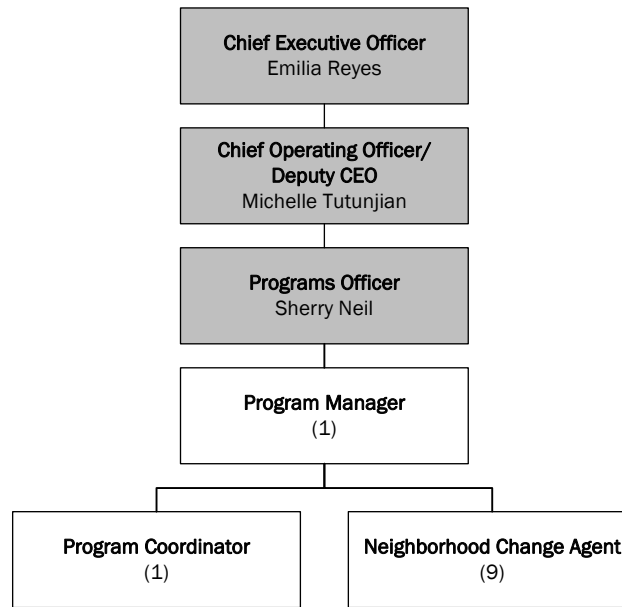 Chief Executive Officer
Emilia Reyes
Chief Operating Officer/
Deputy CEO
Michelle Tutunjian
Programs Officer
Sherry Neil
Program Manager
(1)
Program Coordinator
(1)
Neighborhood Change Agent
(9)